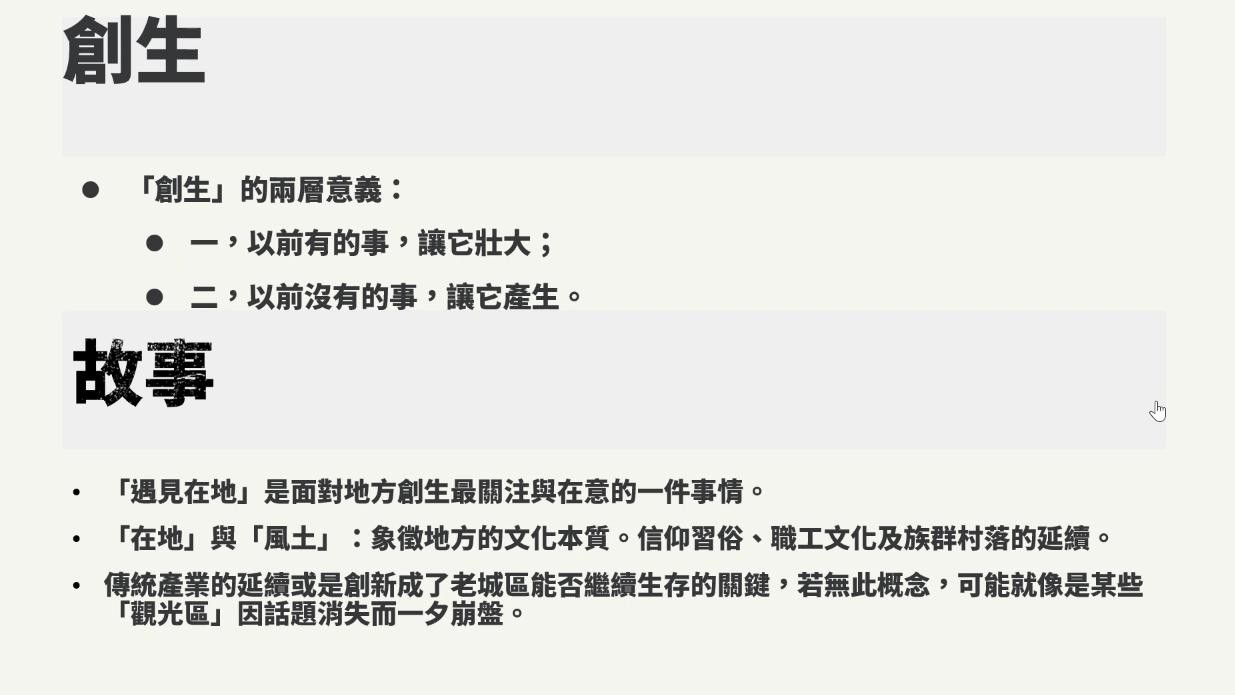 創生
● 「創生」的兩層意義：
● 一，以前有的事，讓它壯大；
● 二，以前沒有的事，讓它產生。
故事
• 「遇見在地」是面對地方創生最關注與在意的一件事情。
• 「在地」與「風土」：象徵地方的文化本質。信仰習俗、職工文化及族群村落的延續。
• 傳統產業的延續或是創新成了老城區能否繼續生存的關鍵，若無此概念，可能就像是某些
「觀光區」因話題消失而一夕崩盤。